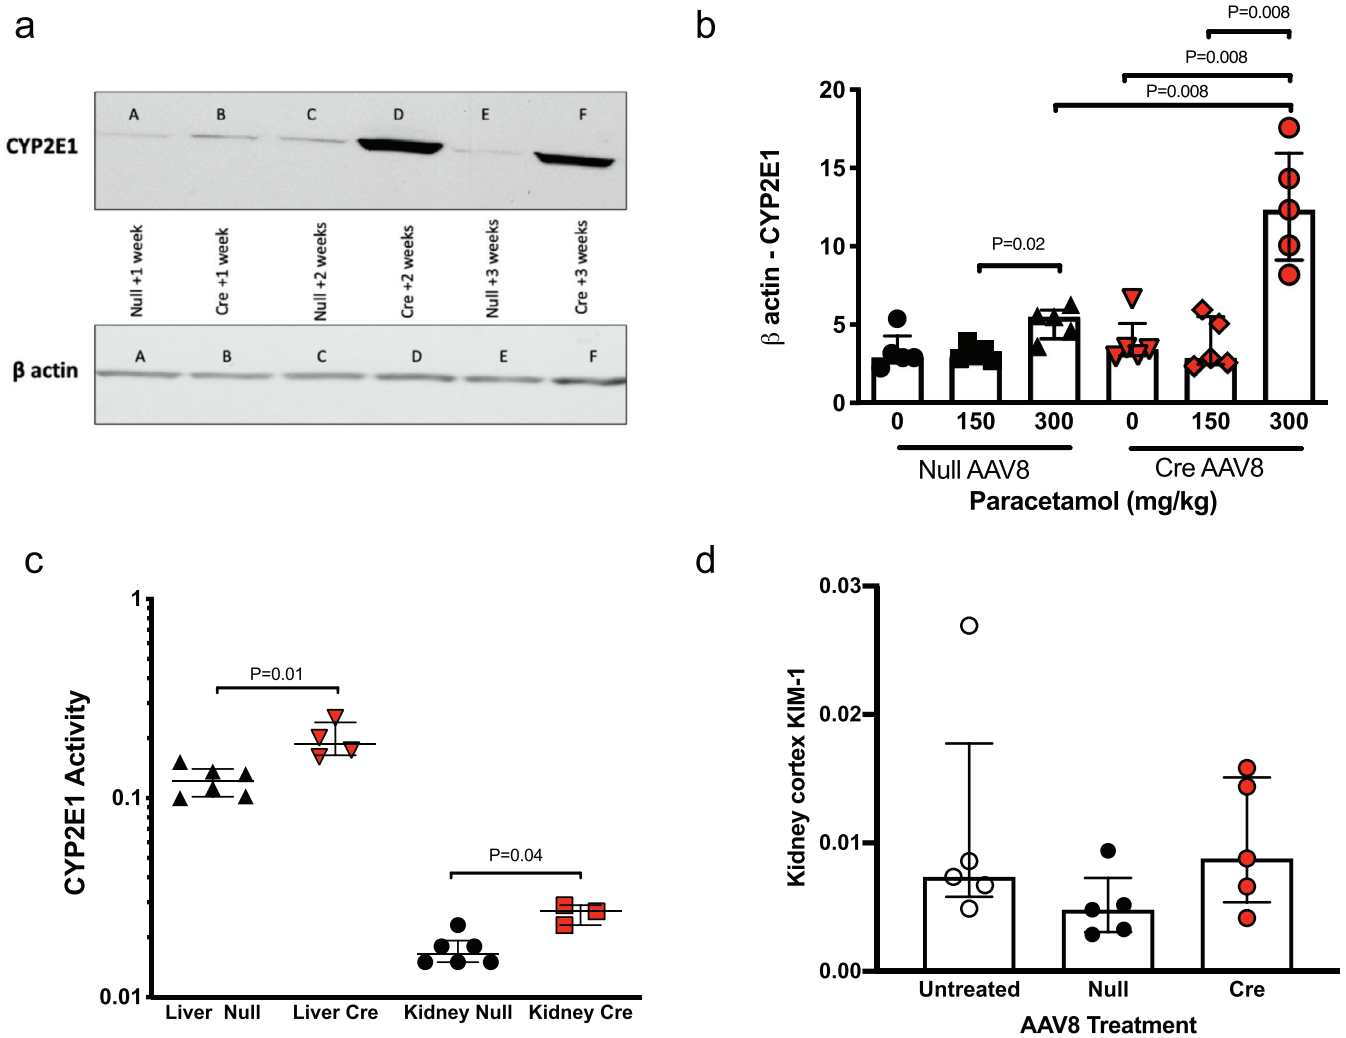 a
A B C D E F
CYP2E1
Null +1 week
Cre +1 week
Null +2 weeks
Cre +2 weeks
Null +3 weeks
Cre +3 weeks
A B C D E F
β actin
b
P=0.008
P=0.008
P=0.008
P=0.02
β actin - CYP2E1
20
15
10
5
0
0 150 300 0 150 300
Null AAV8 Cre AAV8
Paracetamol (mg/kg)
c
CYP2E1 Activity
1
0.1
0.01
P=0.01
P=0.04
Liver Null Liver Cre Kidney Null Kidney Cre
d
Kidney cortex KIM-1
0.03
0.02
0.01
0.00
Untreated Null Cre
AAV8 Treatment